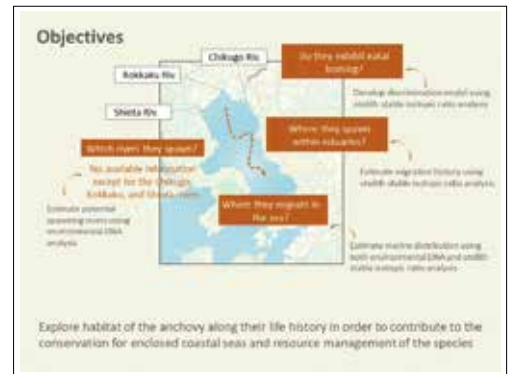 Objectives
Chikugo Riv.
Rokkaku Riv.
Shiota Riv.
Do they exhibit natal
homing?
Develop discrimination model using
otolith stable isotopic ratio analysis
Which rivers they spawn?
No available information
except for the Chikugo,
Rokkaku, and Shiota rivers
Estimate potential
spawning rivers using
environmental DNA
analysis
Where they spawn
within estuaries?
Estimate migration history using
otolith stable isotopic ratio analysis
Where they migrate in
the sea?
Estimate marine distribution using
both environmental DNA and otolith
stable isotopic ratio analysis
Explore habitat of the anchovy along their life history in order to contribute to the
conservation for enclosed coastal seas and resource management of the species